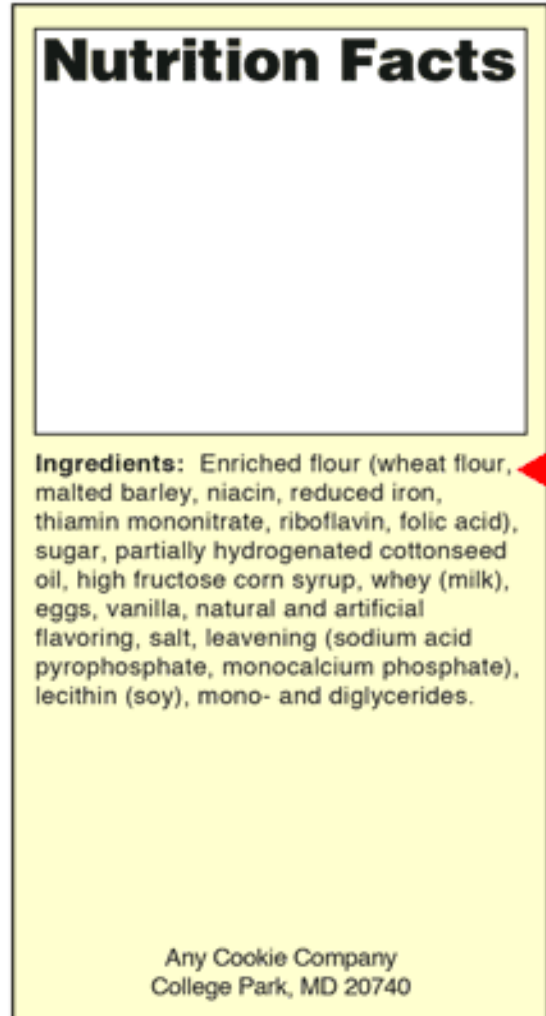 Nutrition Facts
Ingredients: Enriched flour (wheat flour,
malted barley, niacin, reduced iron,
thiamin mononitrate, riboflavin, folic acid),
sugar, partially hydrogenated cottonseed
oil, high fructose corn syrup, whey (milk),
eggs, vanilla, natural and artificial
flavoring, salt, leavening (sodium acid
pyrophosphate, monocalcium phosphate),
lecithin (soy), mono- and diglycerides.
Any Cookie Company
College Park, MD 20740